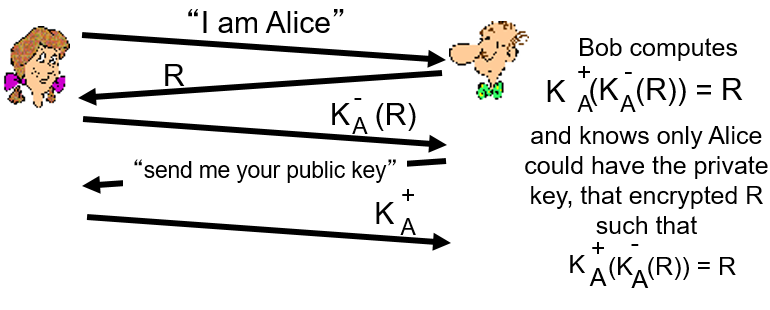 “I am Alice”
R
K_A^- (R)
“send me your public key”
K_A^+
Bob computes
K_A^+(K_A^-(R)) = R
and knows only Alice
could have the private
key, that encrypted R
such that
K_A^+(K_A^-(R)) = R